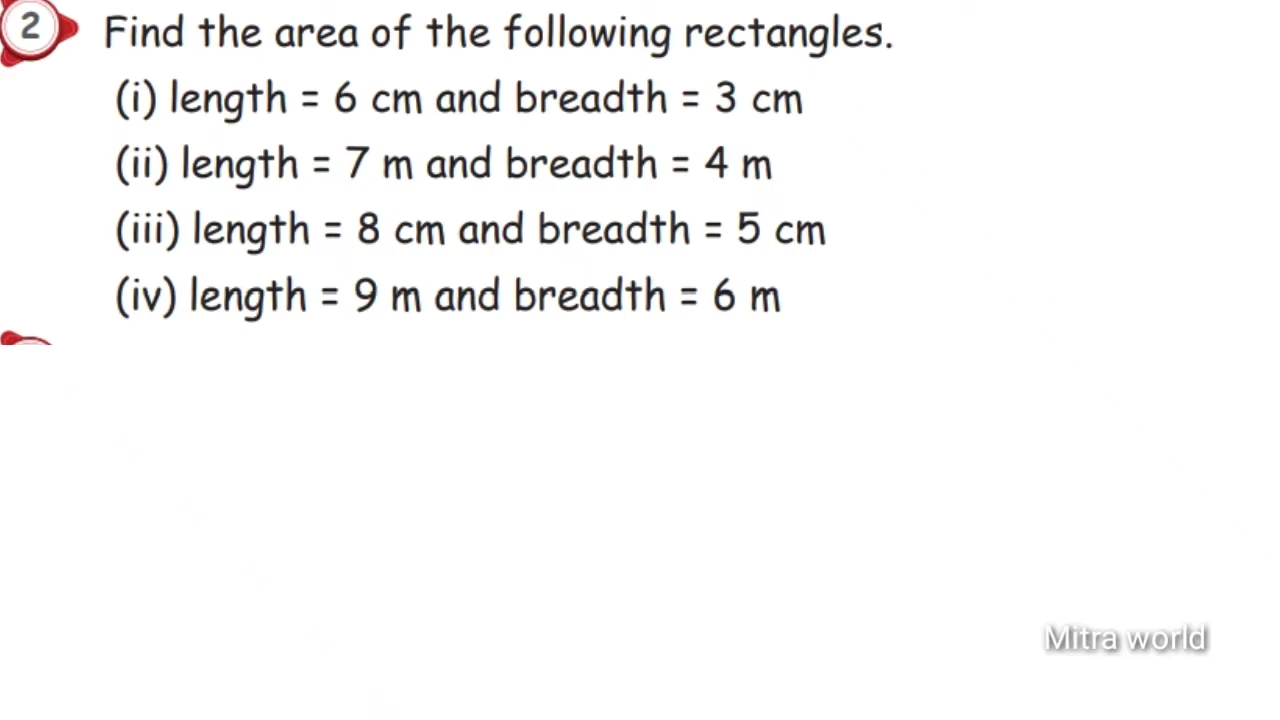 2 Find the area of the following rectangles.
(i) length = 6 cm and breadth = 3 cm
(ii) length = 7 m and breadth = 4 m
(iii) length = 8 cm and breadth = 5 cm
(iv) length = 9 m and breadth = 6 m
Mitra world